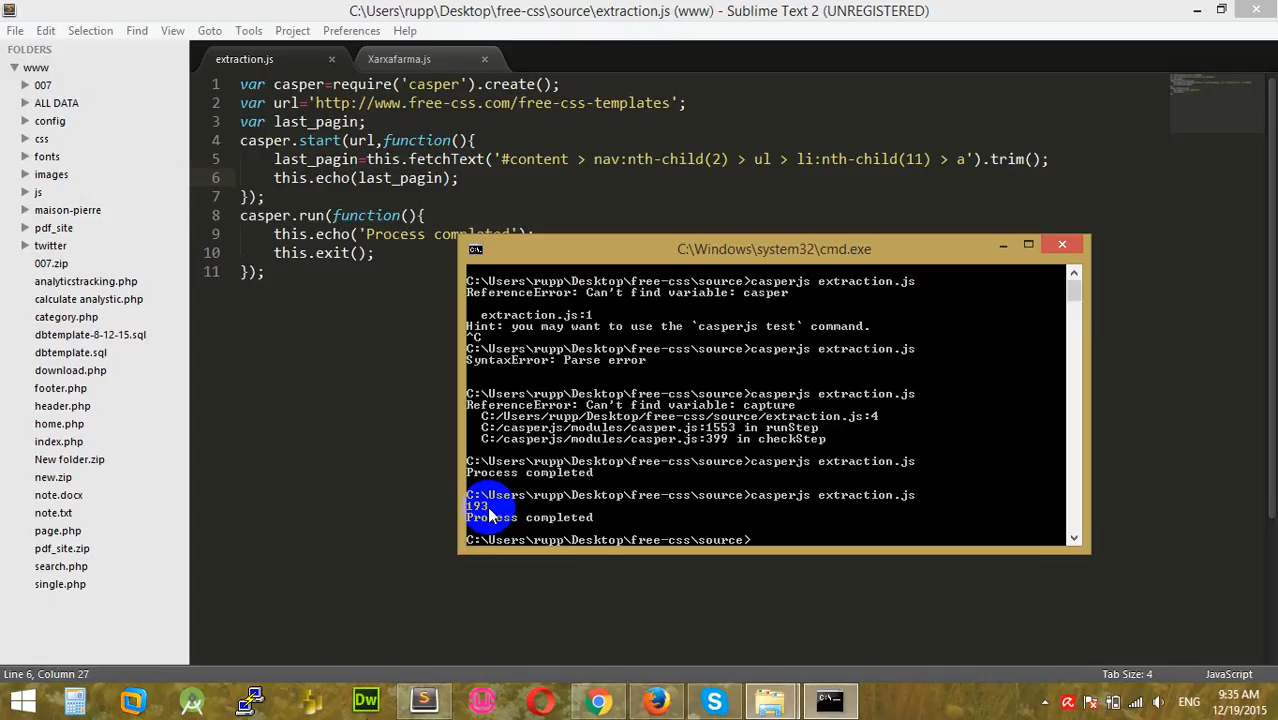 C:\Users\rupp\Desktop\free-css\source\extraction.js (www) - Sublime Text 2 (UNREGISTERED)
File Edit Selection Find View Goto Tools Project Preferences Help
FOLDERS
www
007
ALL DATA
config
css
fonts
images
js
maison-pierre
pdf_site
twitter
007.zip
analyticstracking.php
calculate analystic.php
category.php
dbtemplate-8-12-15.sql
dbtemplate.sql
download.php
footer.php
header.php
home.php
index.php
New folder.zip
new.zip
note.docx
note.txt
page.php
pdf_site.zip
search.php
single.php
extraction.js × Xarxafarma.js ×
1 var casper=require('casper').create();
2 var url='http://www.free-css.com/free-css-templates';
3 var last_pagin;
4 casper.start(url,function(){
5 last_pagin=this.fetchText('#content > nav:nth-child(2) > ul > li:nth-child(11) > a').trim();
6 this.echo(last_pagin);
7 });
8 casper.run(function(){
9 this.echo('Process completed');
10 this.exit();
11 });
C:\Windows\system32\cmd.exe
C:\Users\rupp\Desktop\free-css\source>casperjs extraction.js
ReferenceError: Can't find variable: casper
extraction.js:1
Hint: you may want to use the `casperjs test` command.
^C
C:\Users\rupp\Desktop\free-css\source>casperjs extraction.js
SyntaxError: Parse error
C:\Users\rupp\Desktop\free-css\source>casperjs extraction.js
ReferenceError: Can't find variable: capture
C:/Users/rupp/Desktop/free-css/source/extraction.js:4
C:/casperjs/modules/casper.js:1553 in runStep
C:/casperjs/modules/casper.js:399 in checkStep
C:\Users\rupp\Desktop\free-css\source>casperjs extraction.js
Process completed
C:\Users\rupp\Desktop\free-css\source>casperjs extraction.js
193
Process completed
C:\Users\rupp\Desktop\free-css\source>
Line 6, Column 27
Tab Size: 4 JavaScript
Dw
ENG
9:35 AM
12/19/2015